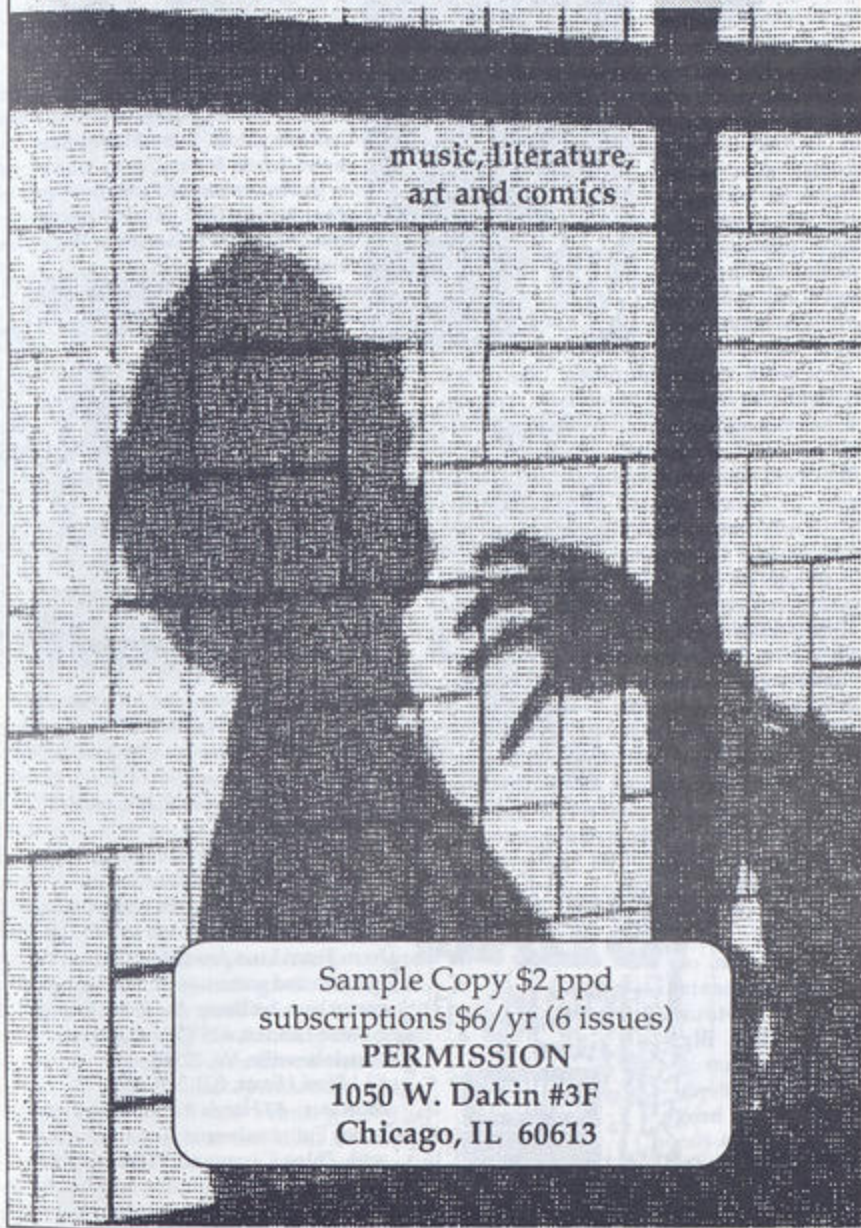 music, literature,
art and comics
Sample Copy $2 ppd
subscriptions $6/yr (6 issues)
PERMISSION
1050 W. Dakin #3F
Chicago, IL 60613